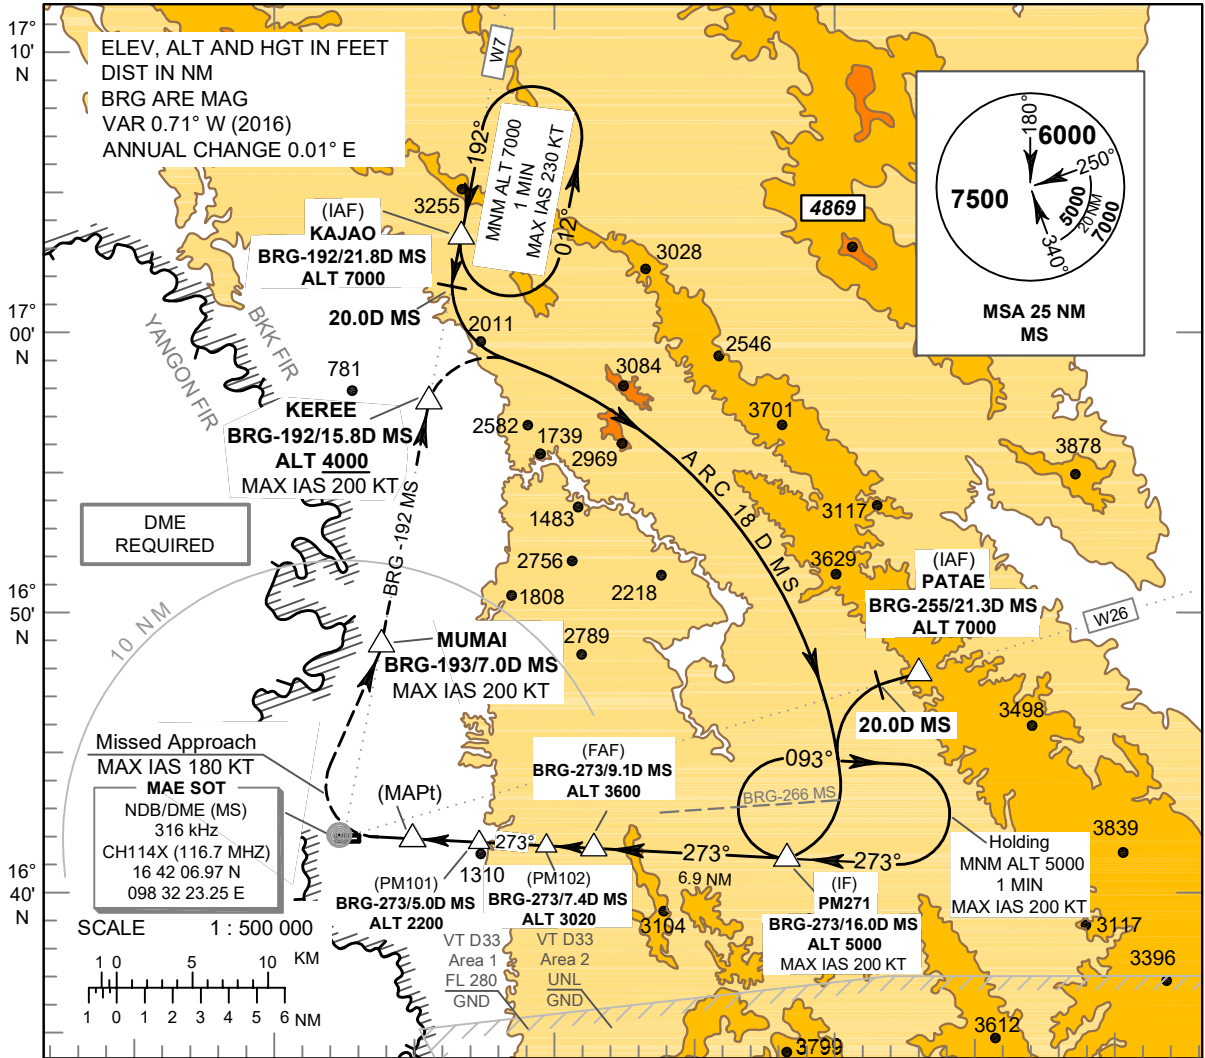 17°
10'
N
ELEV, ALT AND HGT IN FEET
DIST IN NM
BRG ARE MAG
VAR 0.71° W (2016)
ANNUAL CHANGE 0.01° E
W7
192°
MNM ALT 7000
1 MIN
MAX IAS 230 KT
012°
3255
(IAF)
KAJAO
BRG-192/21.8D MS
ALT 7000
20.0D MS
4869
180°
6000
250°
7500
5000
20 NM
7000
340°
MSA 25 NM
MS
3028
17°
00'
N
YANGON FIR
BKK FIR
2011
2546
781
3084
KEREE
BRG-192/15.8D MS
ALT 4000
MAX IAS 200 KT
2582
1739
2969
3701
3878
ARC 18 D MS
DME
REQUIRED
BRG -192 MS
1483
3117
2756
3629
1808
2218
(IAF)
PATAE
BRG-255/21.3D MS
ALT 7000
16°
50'
N
10 NM
W26
MUMAI
BRG-193/7.0D MS
MAX IAS 200 KT
2789
20.0D MS
3498
Missed Approach
MAX IAS 180 KT
MAE SOT
NDB/DME (MS)
316 kHz
CH114X (116.7 MHZ)
16 42 06.97 N
098 32 23.25 E
(MAPt)
(FAF)
BRG-273/9.1D MS
ALT 3600
093°
BRG-266 MS
Holding
MNM ALT 5000
1 MIN
MAX IAS 200 KT
3839
273°
273°
273°
6.9 NM
1310
(PM101)
BRG-273/5.0D MS
ALT 2200
(PM102)
BRG-273/7.4D MS
ALT 3020
(IF)
PM271
BRG-273/16.0D MS
ALT 5000
MAX IAS 200 KT
16°
40'
N
3104
3117
3396
SCALE
1 : 500 000
1 0 5 10 KM
1 0 1 2 3 4 5 6 NM
VT D33
Area 1
FL 280
GND
VT D33
Area 2
UNL
GND
3612
3799